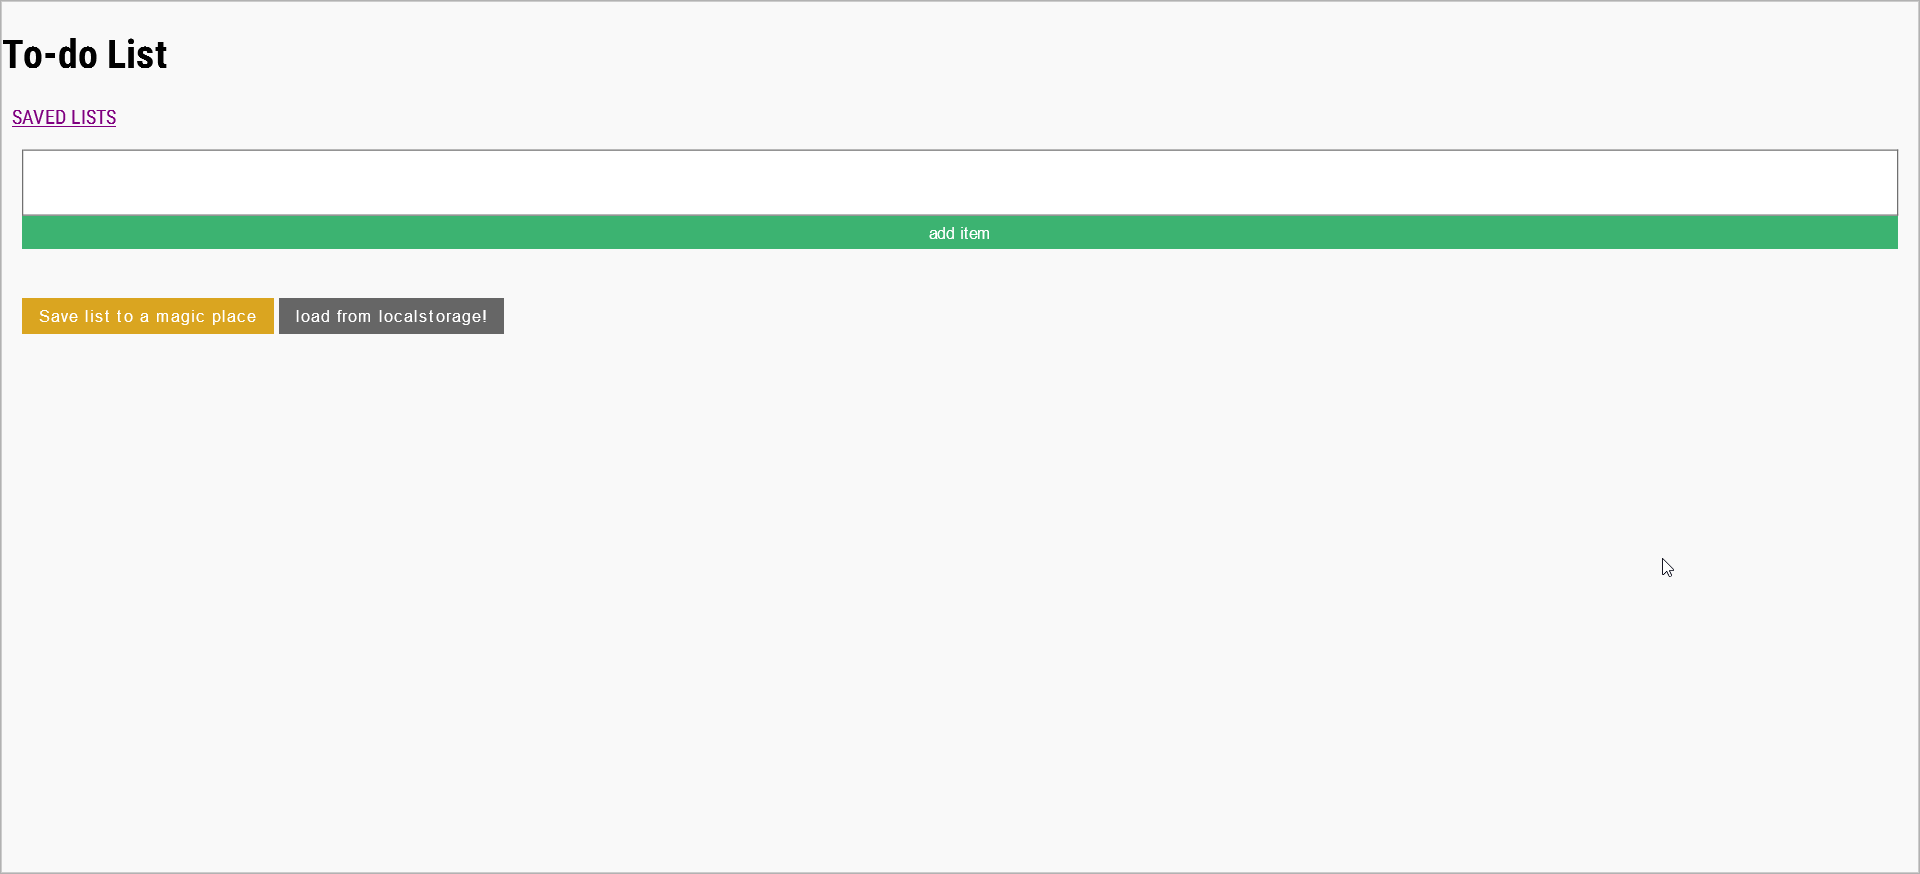 To-do List
SAVED LISTS
add item
Save list to a magic place
load from localstorage!